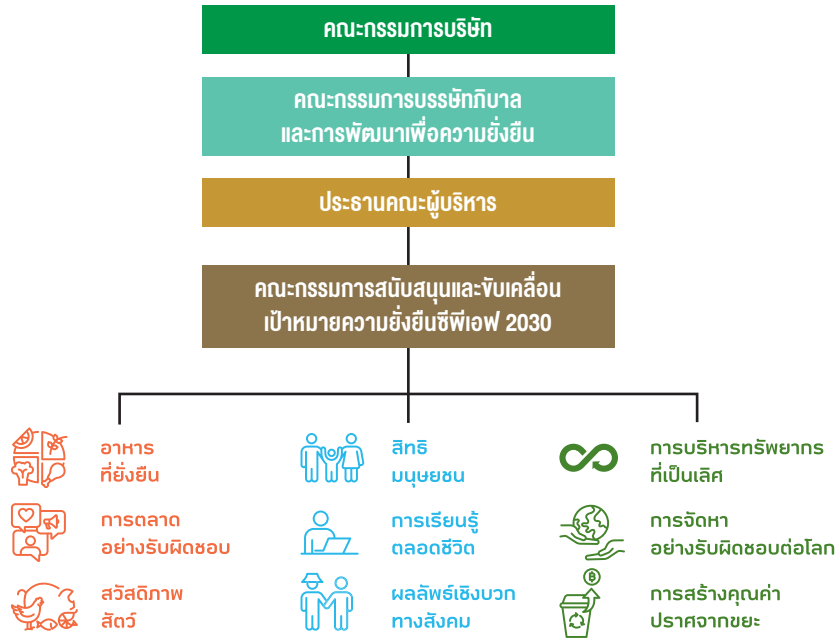 คณะกรรมการบริษัท
คณะกรรมการบรรษัทภิบาล
และการพัฒนาเพื่อความยั่งยืน
ประธานคณะผู้บริหาร
คณะกรรมการสนับสนุนและขับเคลื่อน
เป้าหมายความยั่งยืนซีพีเอฟ 2030
อาหาร
ที่ยั่งยืน
การตลาด
อย่างรับผิดชอบ
สวัสดิภาพ
สัตว์
สิทธิ
มนุษยชน
การเรียนรู้
ตลอดชีวิต
ผลลัพธ์เชิงบวก
ทางสังคม
การบริหารทรัพยากร
ที่เป็นเลิศ
การจัดหา
อย่างรับผิดชอบต่อโลก
฿
การสร้างคุณค่า
ปราศจากขยะ